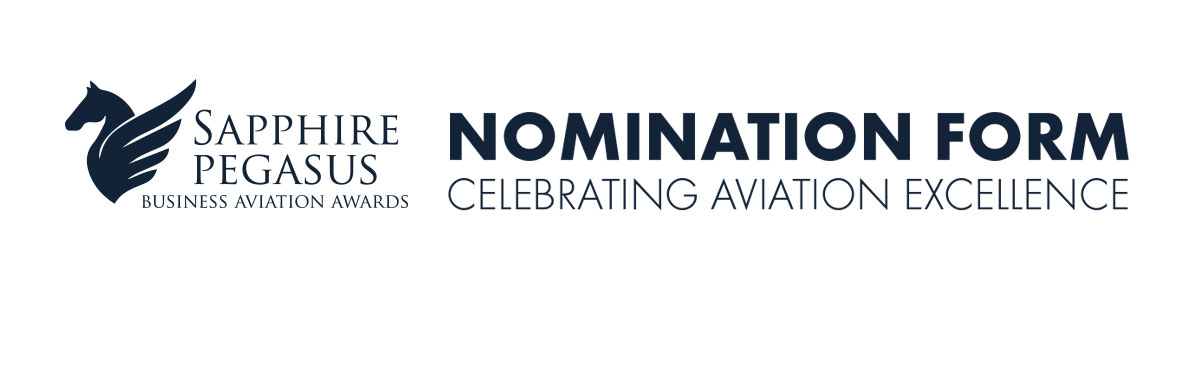 SAPPHIRE
PEGASUS
BUSINESS AVIATION AWARDS
NOMINATION FORM
CELEBRATING AVIATION EXCELLENCE